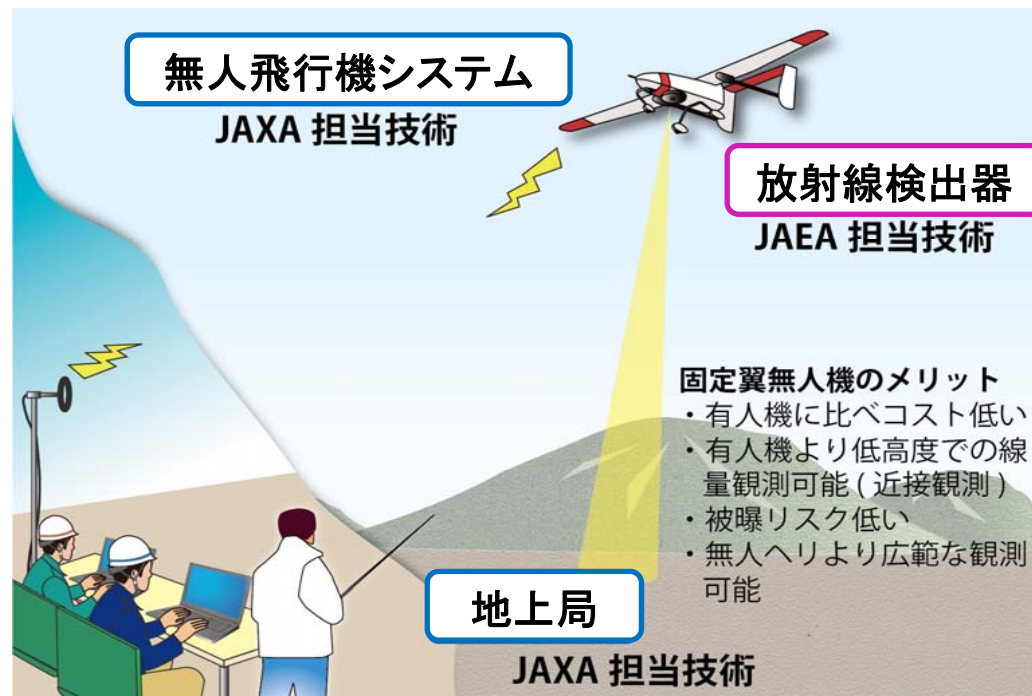 無人飛行機システム
JAXA 担当技術
放射線検出器
JAEA 担当技術
固定翼無人機のメリット
・有人機に比べコスト低い
・有人機より低高度での線
量観測可能 ( 近接観測 )
・被曝リスク低い
・無人ヘリより広範な観測
可能
地上局
JAXA 担当技術